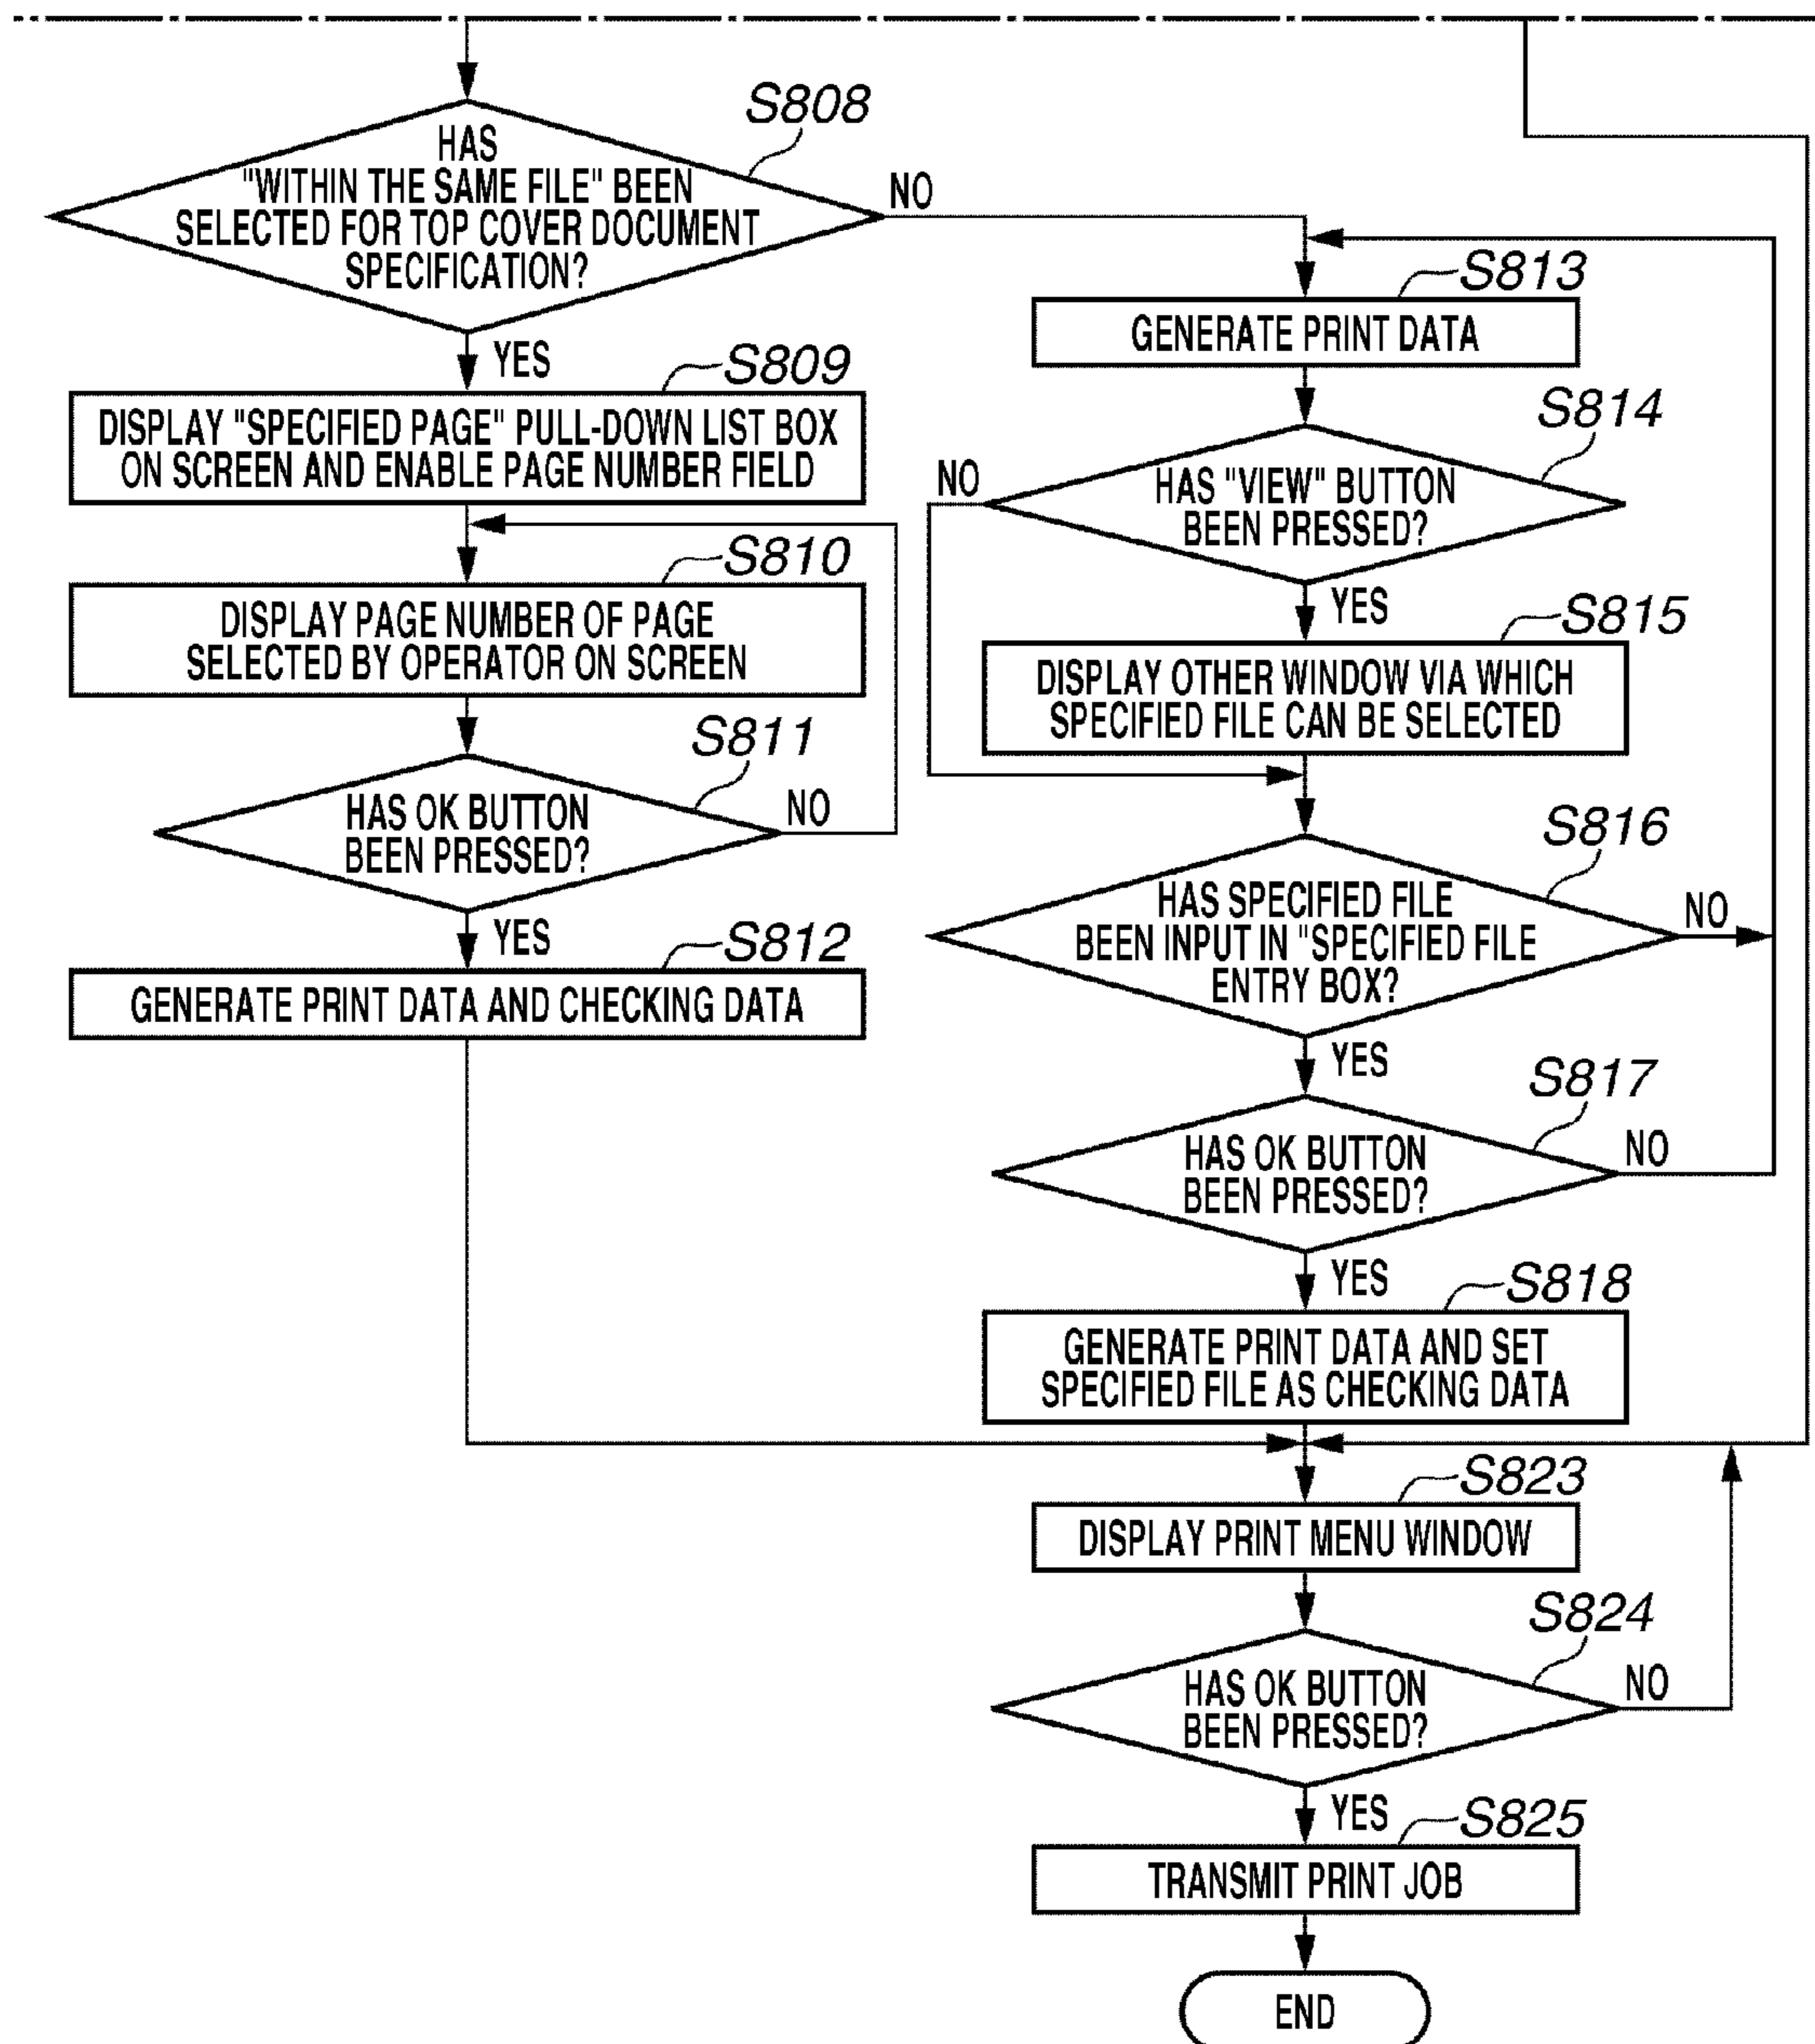 S808
HAS
"WITHIN THE SAME FILE" BEEN
SELECTED FOR TOP COVER DOCUMENT
SPECIFICATION?
NO
YES
S809
DISPLAY "SPECIFIED PAGE" PULL-DOWN LIST BOX
ON SCREEN AND ENABLE PAGE NUMBER FIELD
S810
DISPLAY PAGE NUMBER OF PAGE
SELECTED BY OPERATOR ON SCREEN
S811
HAS OK BUTTON
BEEN PRESSED?
NO
YES
S812
GENERATE PRINT DATA AND CHECKING DATA
S813
GENERATE PRINT DATA
S814
HAS "VIEW" BUTTON
BEEN PRESSED?
NO
YES
S815
DISPLAY OTHER WINDOW VIA WHICH
SPECIFIED FILE CAN BE SELECTED
S816
HAS SPECIFIED FILE
BEEN INPUT IN "SPECIFIED FILE
ENTRY BOX?
NO
YES
S817
HAS OK BUTTON
BEEN PRESSED?
NO
YES
S818
GENERATE PRINT DATA AND SET
SPECIFIED FILE AS CHECKING DATA
S823
DISPLAY PRINT MENU WINDOW
S824
HAS OK BUTTON
BEEN PRESSED?
NO
YES
S825
TRANSMIT PRINT JOB
END